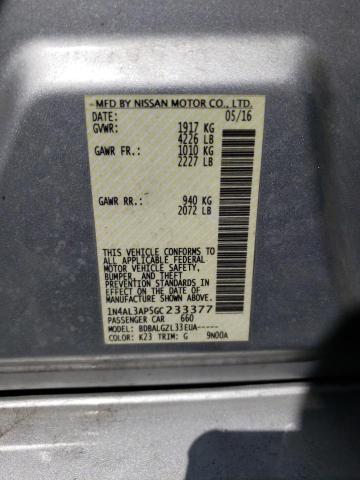 MFD BY NISSAN MOTOR CO., LTD.
DATE: 05/16
GVWR: 1917 KG
4226 LB
GAWR FR.: 1010 KG
2227 LB
GAWR RR.: 940 KG
2072 LB
THIS VEHICLE CONFORMS TO
ALL APPLICABLE FEDERAL
MOTOR VEHICLE SAFETY,
BUMPER, AND THEFT
PREVENTION STANDARDS IN
EFFECT ON THE DATE OF
MANUFACTURE SHOWN ABOVE.
1N4AL3AP5GC233377
PASSENGER CAR 660
MODEL: BDBALGZL33EUA-----
COLOR: K23 TRIM: G 9N00A